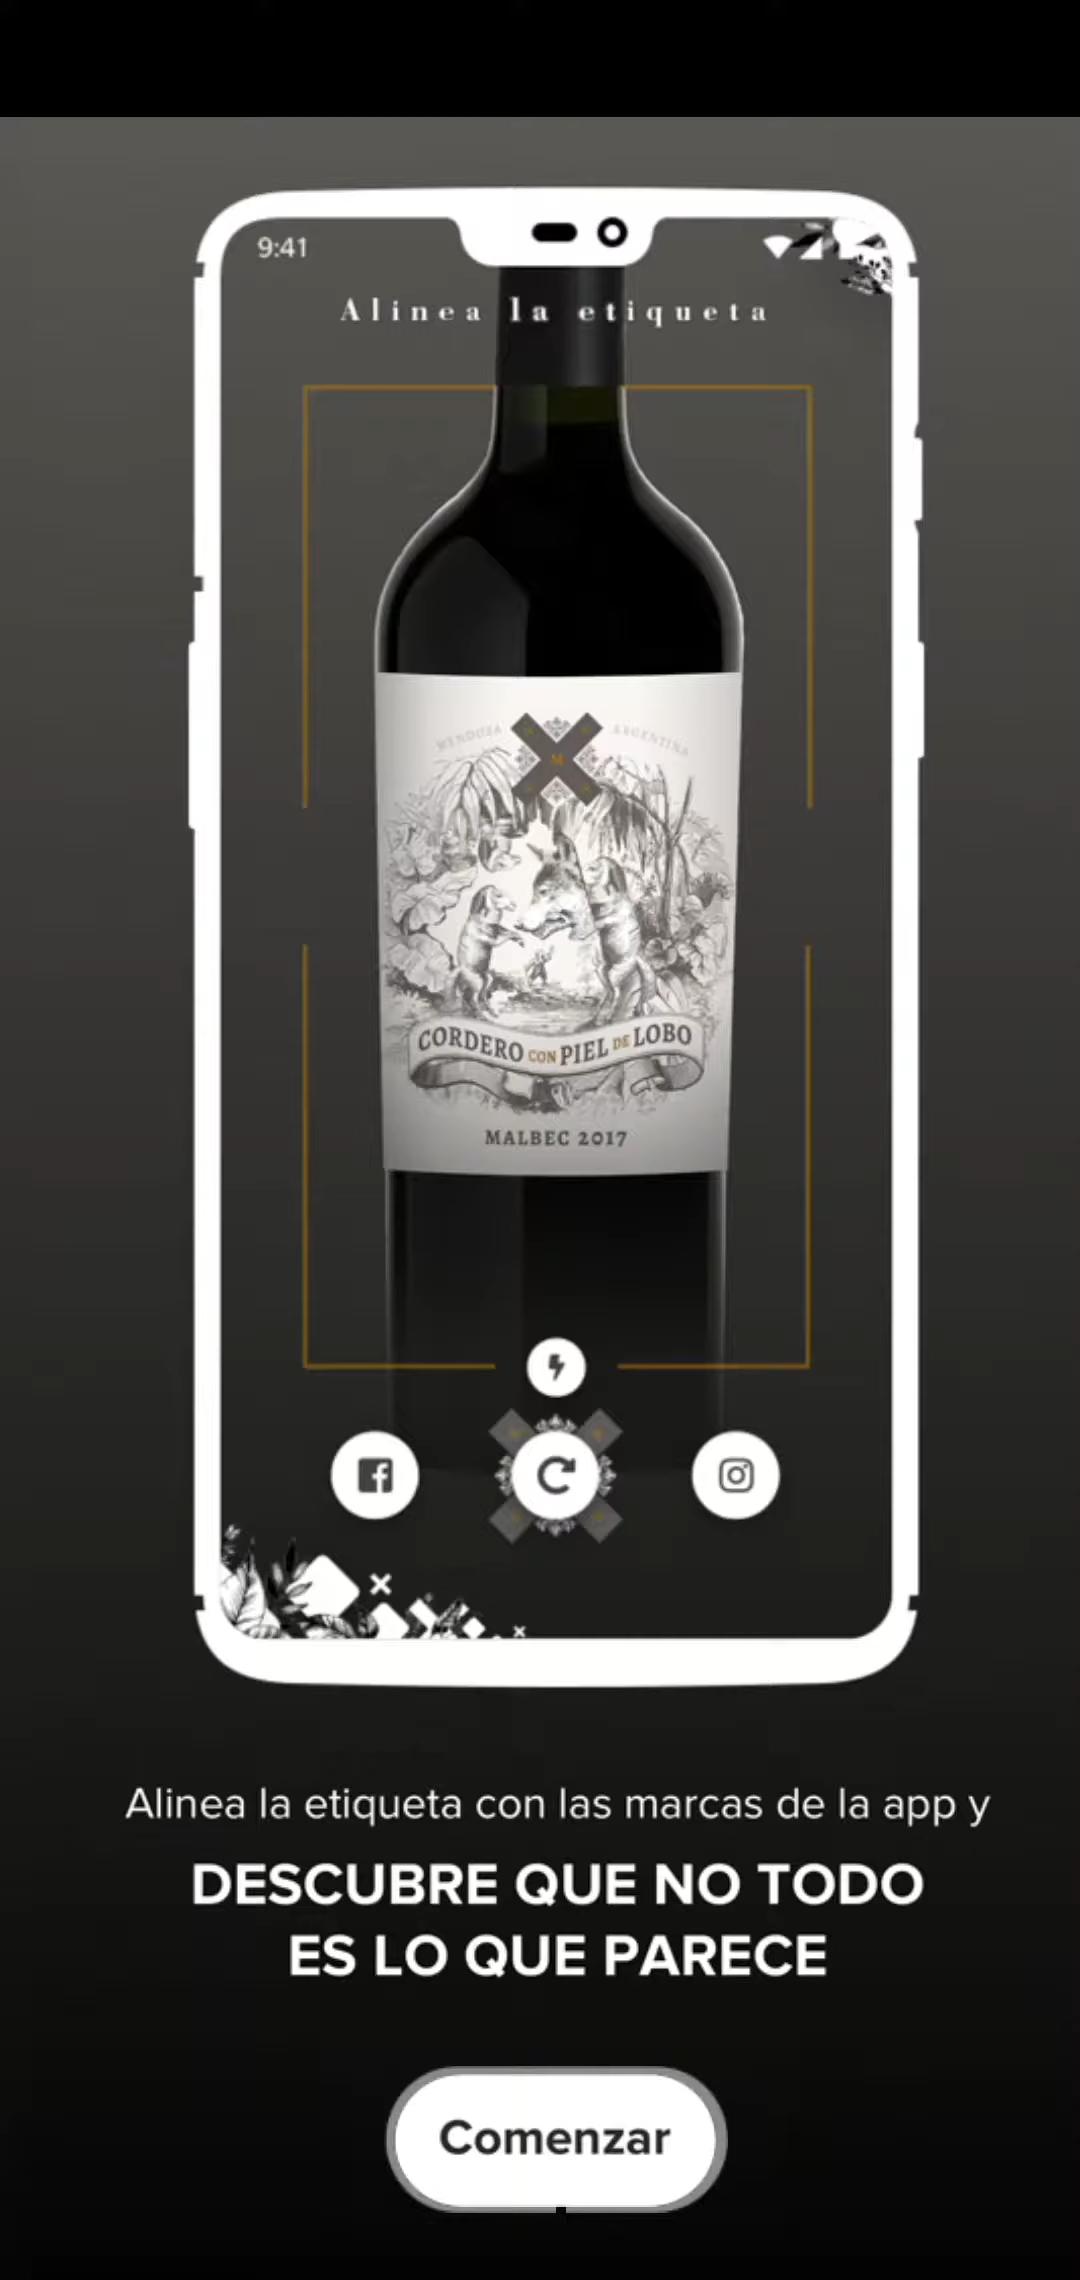 9:41
Alinea la etiqueta
MENDOZA ARGENTINA
M
CORDERO CON PIEL DE LOBO
MALBEC 2017
Alinea la etiqueta con las marcas de la app y
DESCUBRE QUE NO TODO
ES LO QUE PARECE
Comenzar